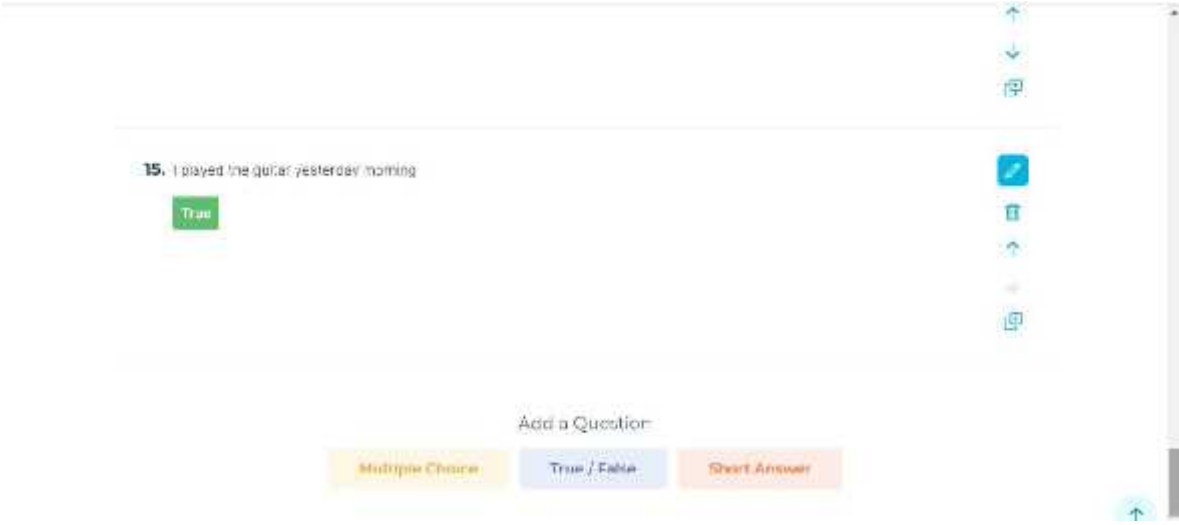 15. I played the guitar yesterday morning
True
Add a Question
Multiple Choice
True / False
Short Answer